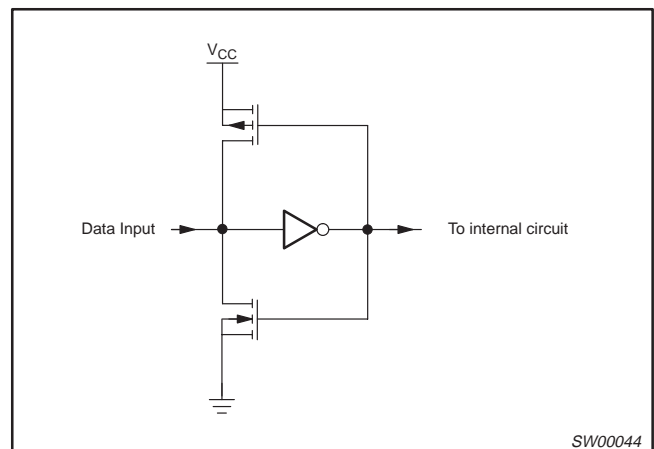 VCC
Data Input
To internal circuit
SW00044